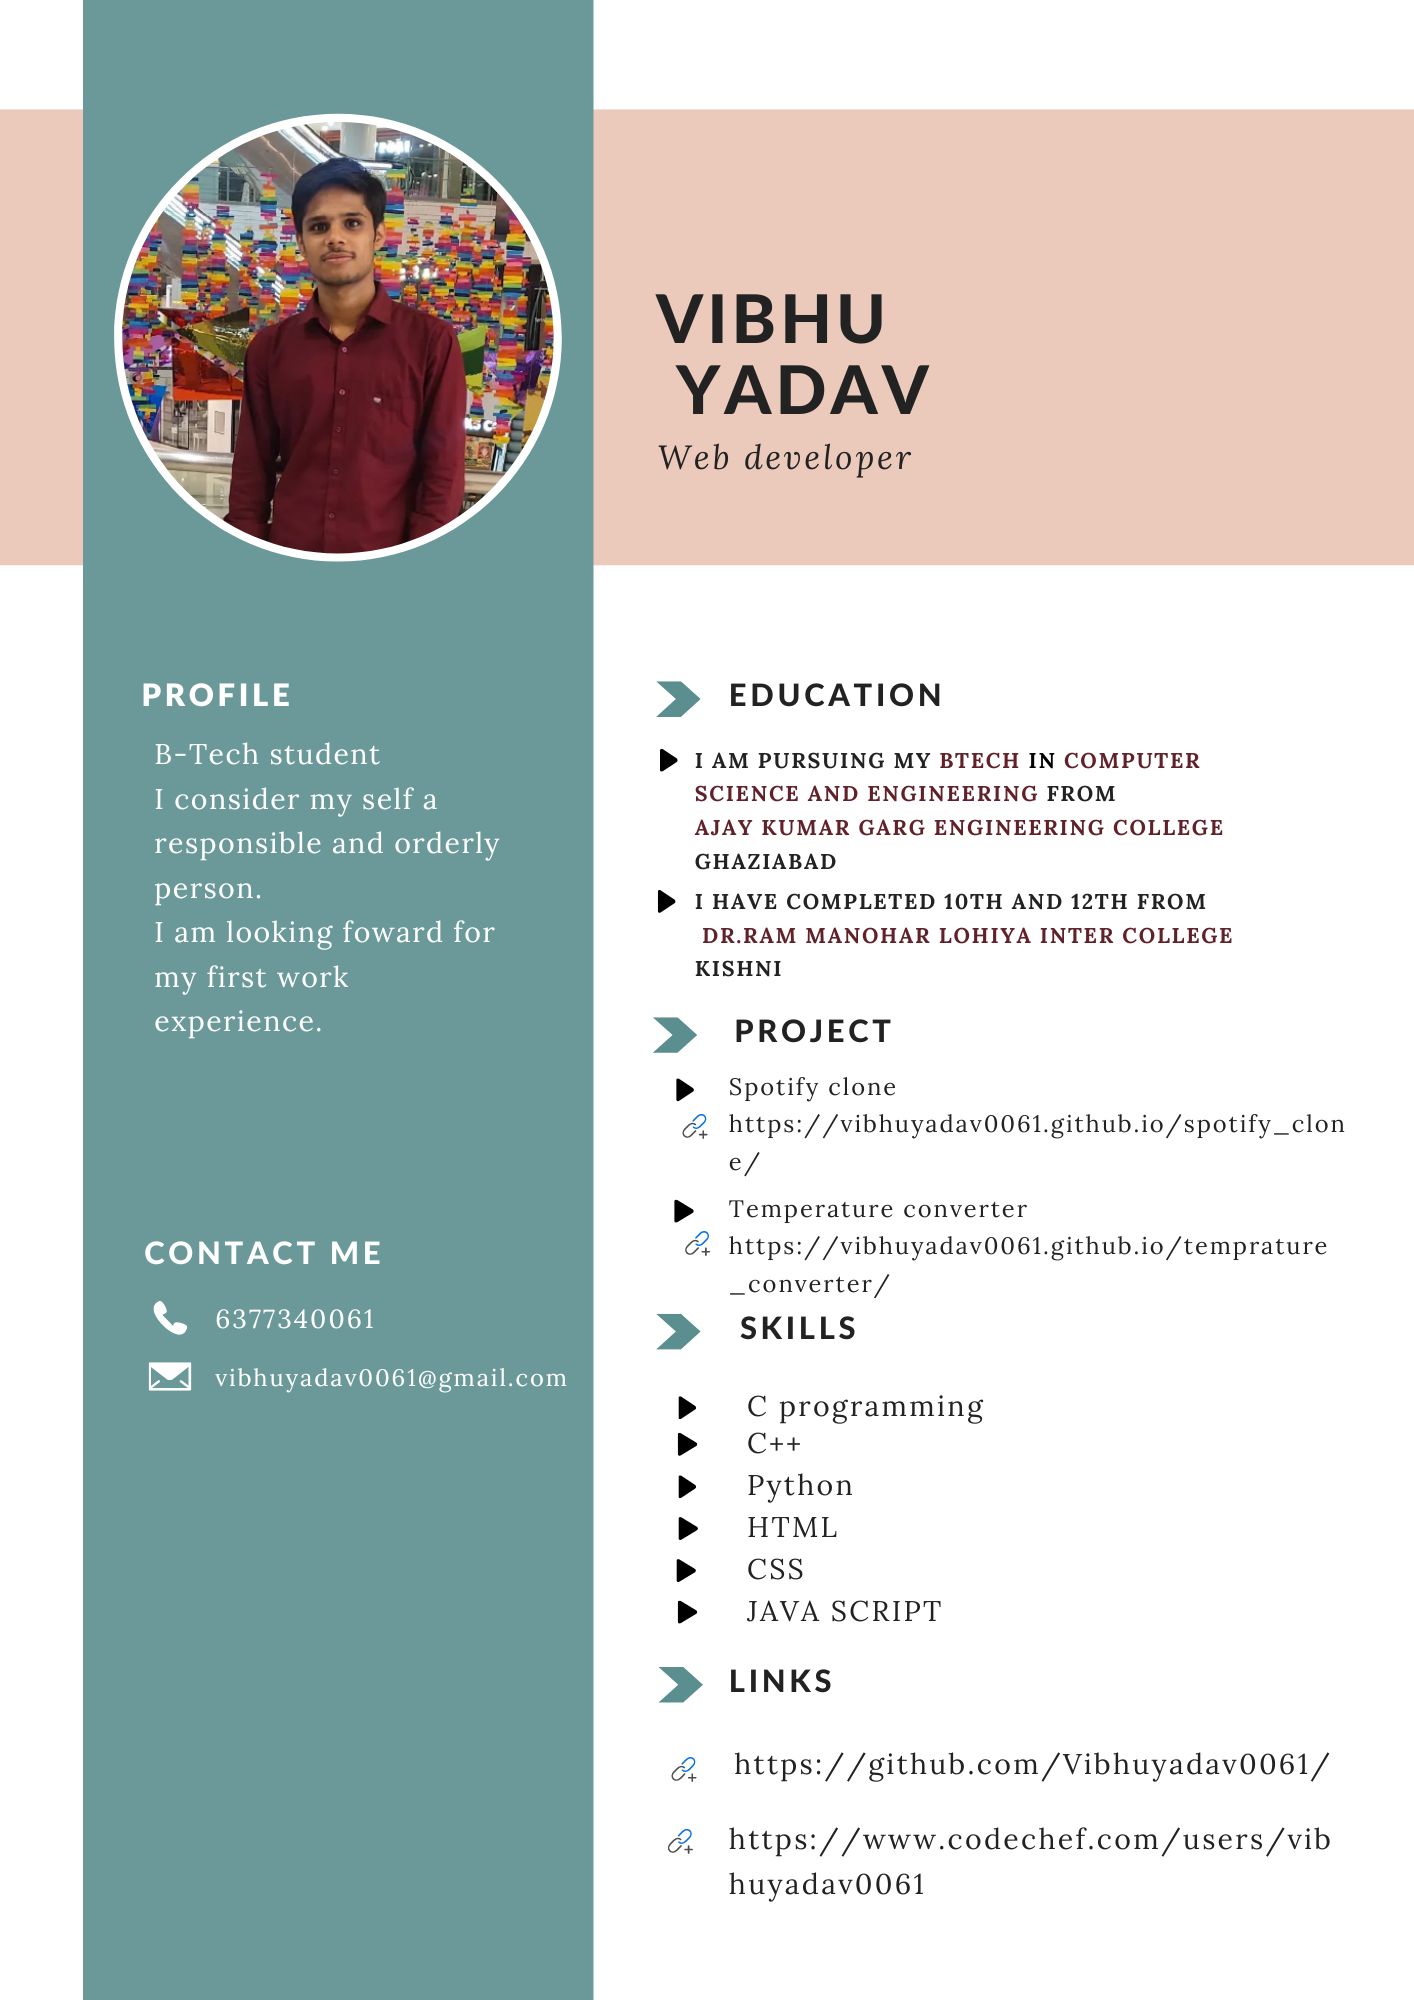 VIBHU
YADAV
Web developer
PROFILE
B-Tech student
I consider my self a
responsible and orderly
person.
I am looking foward for
my first work
experience.
CONTACT ME
6377340061
vibhuyadav0061@gmail.com
EDUCATION
I AM PURSUING MY BTECH IN COMPUTER
SCIENCE AND ENGINEERING FROM
AJAY KUMAR GARG ENGINEERING COLLEGE
GHAZIABAD
I HAVE COMPLETED 10TH AND 12TH FROM
DR.RAM MANOHAR LOHIYA INTER COLLEGE
KISHNI
PROJECT
Spotify clone
https://vibhuyadav0061.github.io/spotify_clon
e/
Temperature converter
https://vibhuyadav0061.github.io/temprature
_converter/
SKILLS
C programming
C++
Python
HTML
CSS
JAVA SCRIPT
LINKS
https://github.com/Vibhuyadav0061/
https://www.codechef.com/users/vib
huyadav0061